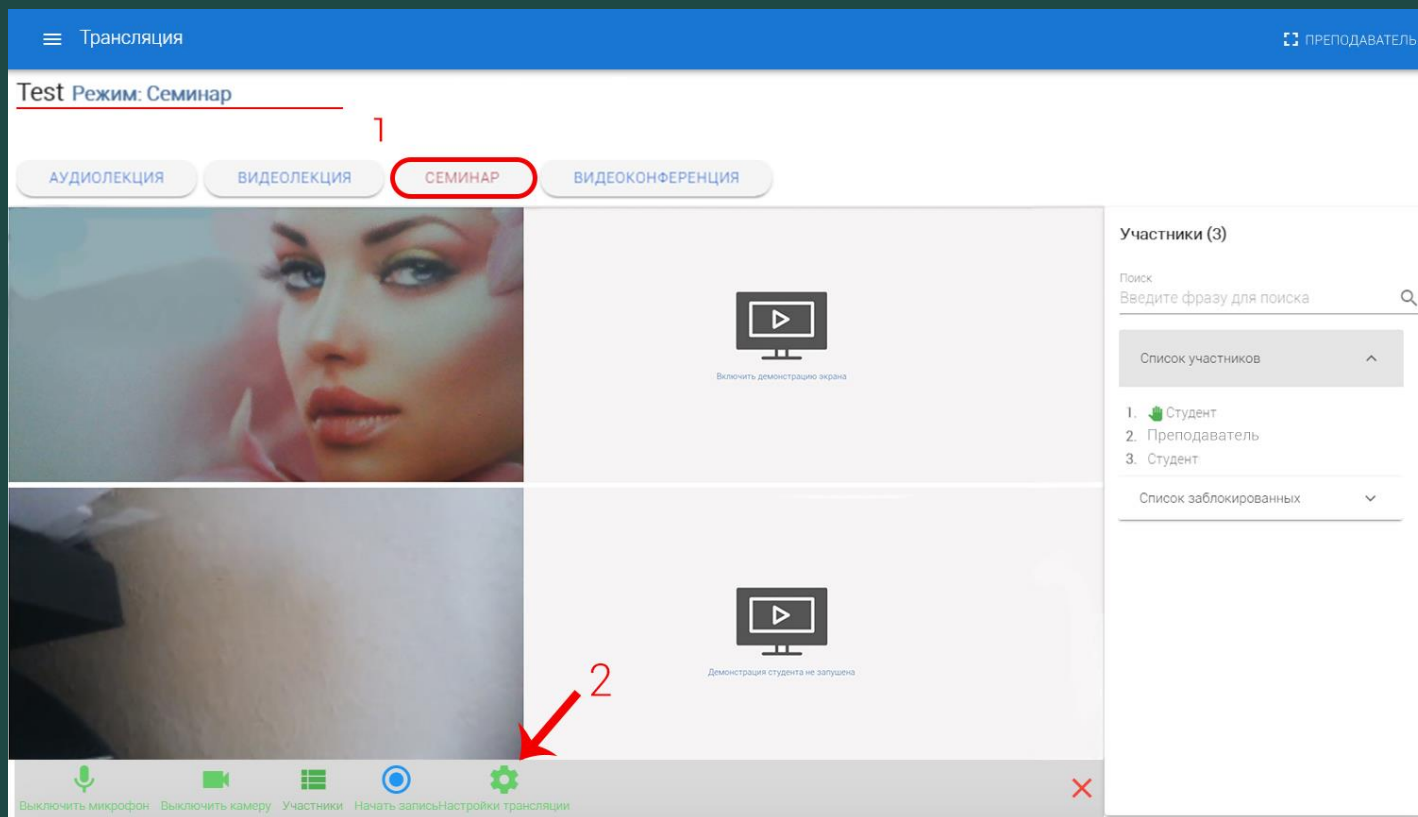 Трансляция
ПРЕПОДАВАТЕЛЬ
Test Режим: Семинар
1
АУДИОЛЕКЦИЯ
ВИДЕОЛЕКЦИЯ
СЕМИНАР
ВИДЕОКОНФЕРЕНЦИЯ
Включить демонстрацию экрана
Демонстрация студента не запушена
2
Выключить микрофон
Выключить камеру
Участники
Начать запись
Настройки трансляции
Участники (3)
Поиск
Введите фразу для поиска
Список участников
1. Студент
2. Преподаватель
3. Студент
Список заблокированных